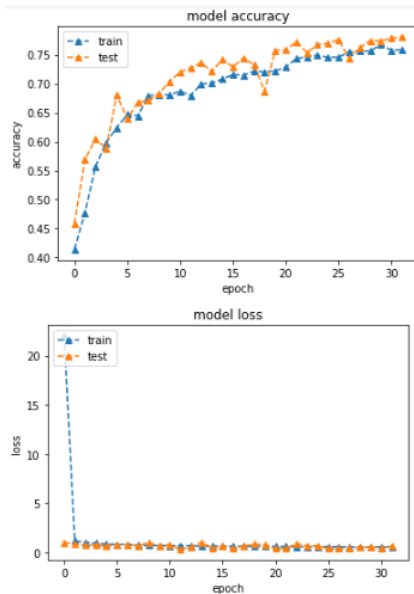 model accuracy
train
test
0.75
0.70
0.65
0.60
0.55
0.50
0.45
0.40
accuracy
0 5 10 15 20 25 30
epoch
model loss
train
test
20
15
10
5
0
loss
0 5 10 15 20 25 30
epoch